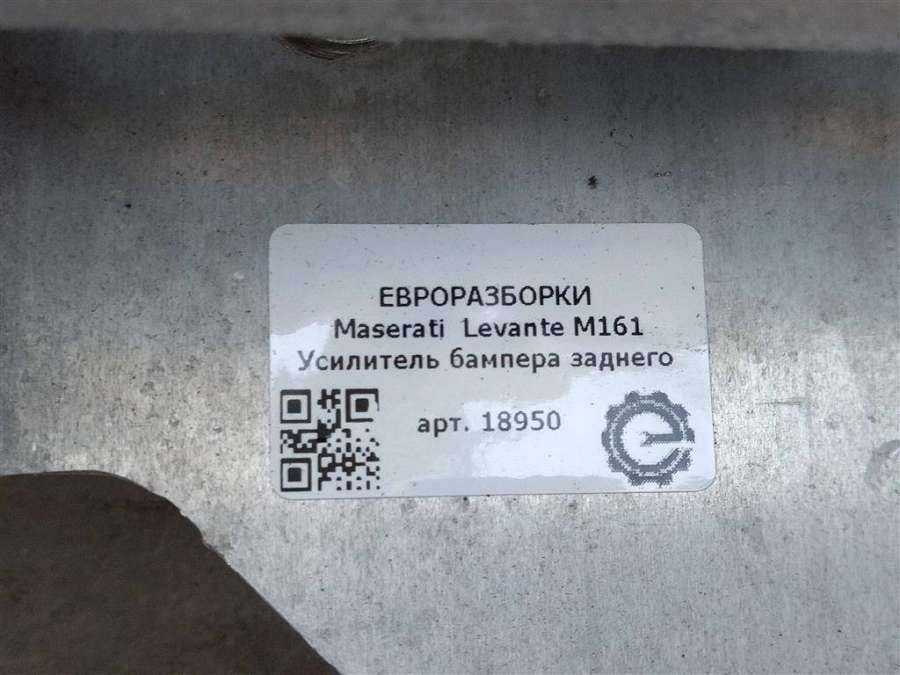 ЕВРОРАЗБОРКИ
Maserati Levante M161
Усилитель бампера заднего
арт. 18950